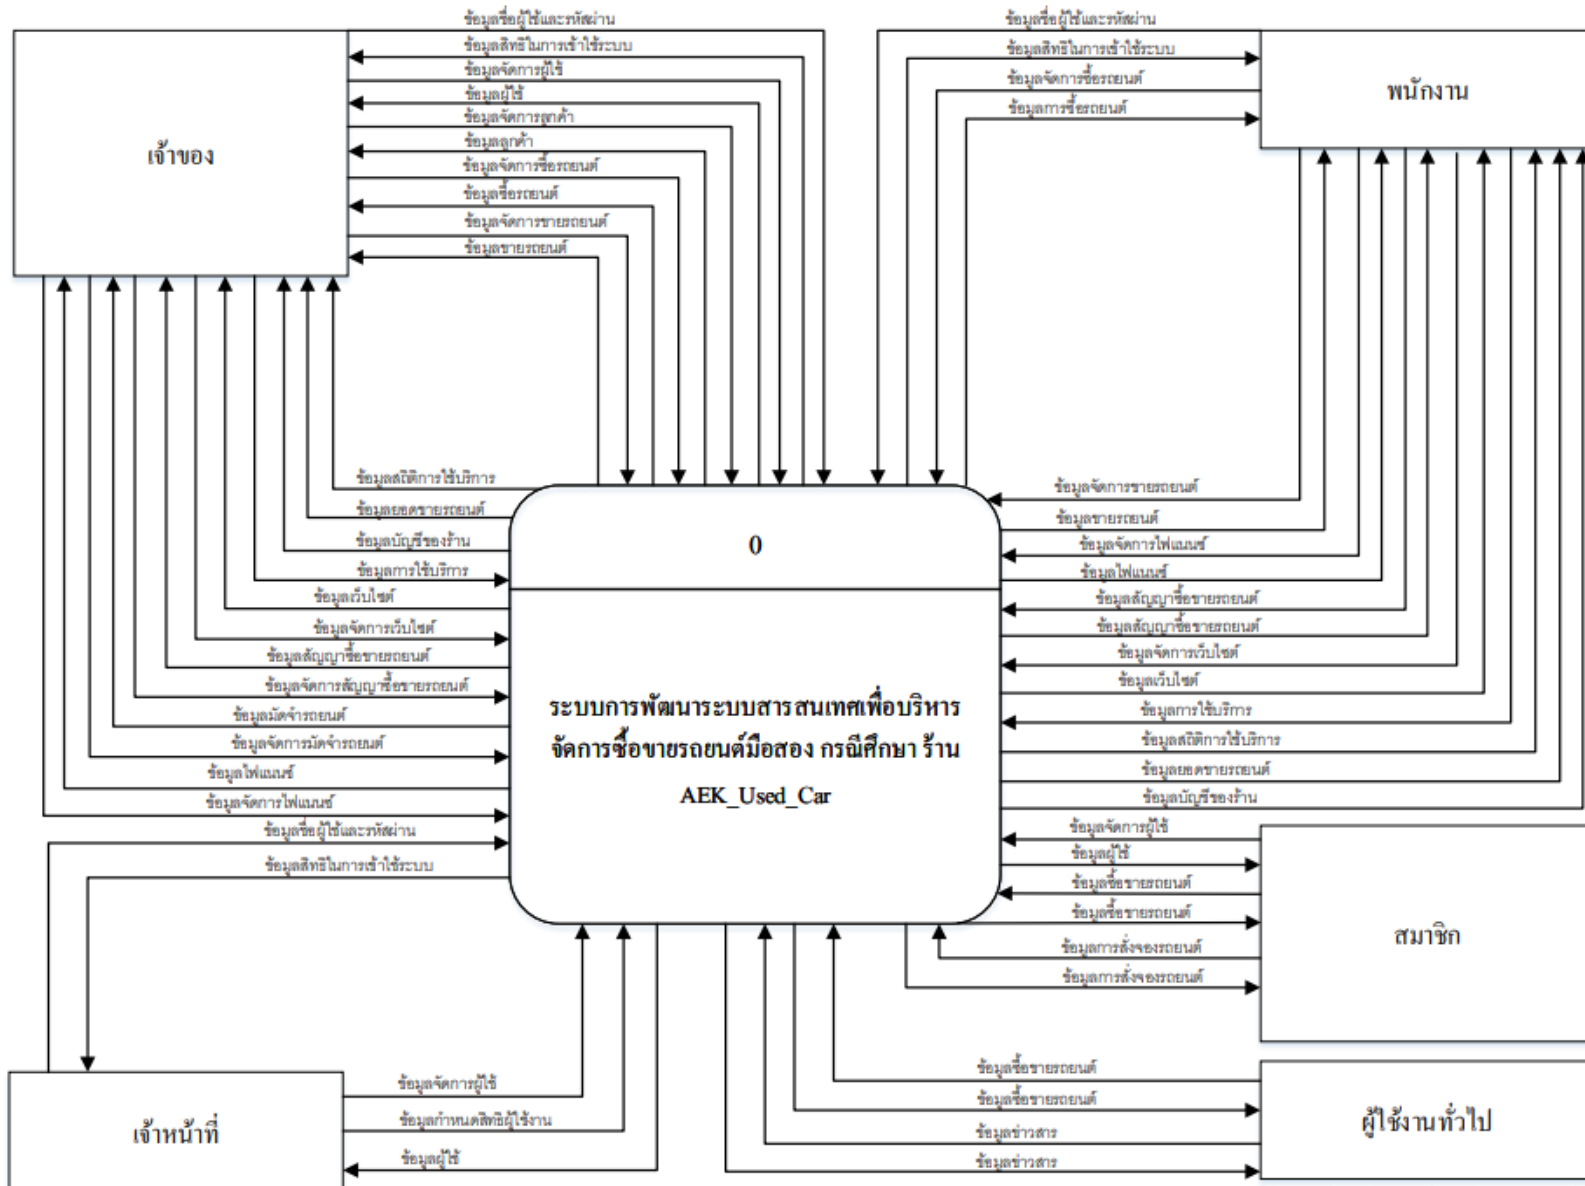 ข้อมูลชื่อผู้ใช้และรหัสผ่าน
ข้อมูลสิทธิในการเข้าใช้ระบบ
ข้อมูลจัดการผู้ใช้
ข้อมูลผู้ใช้
ข้อมูลจัดการลูกค้า
ข้อมูลลูกค้า
ข้อมูลจัดการซื้อรถยนต์
ข้อมูลซื้อรถยนต์
ข้อมูลจัดการขายรถยนต์
ข้อมูลขายรถยนต์
เจ้าของ
ข้อมูลชื่อผู้ใช้และรหัสผ่าน
ข้อมูลสิทธิในการเข้าใช้ระบบ
ข้อมูลจัดการซื้อรถยนต์
ข้อมูลการซื้อรถยนต์
พนักงาน
ข้อมูลสถิติการใช้บริการ
ข้อมูลยอดขายรถยนต์
ข้อมูลบัญชีของร้าน
ข้อมูลการใช้บริการ
ข้อมูลเว็บไซต์
ข้อมูลจัดการเว็บไซต์
ข้อมูลสัญญาซื้อขายรถยนต์
ข้อมูลจัดการสัญญาซื้อขายรถยนต์
ข้อมูลมัดจำรถยนต์
ข้อมูลจัดการมัดจำรถยนต์
ข้อมูลไฟแนนซ์
ข้อมูลจัดการไฟแนนซ์
ข้อมูลชื่อผู้ใช้และรหัสผ่าน
ข้อมูลสิทธิในการเข้าใช้ระบบ
0
ระบบการพัฒนาระบบสารสนเทศเพื่อบริหาร
จัดการซื้อขายรถยนต์มือสอง กรณีศึกษา ร้าน
AEK_Used_Car
ข้อมูลจัดการขายรถยนต์
ข้อมูลขายรถยนต์
ข้อมูลจัดการไฟแนนซ์
ข้อมูลไฟแนนซ์
ข้อมูลสัญญาซื้อขายรถยนต์
ข้อมูลสัญญาซื้อขายรถยนต์
ข้อมูลจัดการเว็บไซต์
ข้อมูลเว็บไซต์
ข้อมูลการใช้บริการ
ข้อมูลสถิติการใช้บริการ
ข้อมูลยอดขายรถยนต์
ข้อมูลบัญชีของร้าน
ข้อมูลจัดการผู้ใช้
ข้อมูลผู้ใช้
ข้อมูลซื้อขายรถยนต์
ข้อมูลซื้อขายรถยนต์
ข้อมูลการสั่งจองรถยนต์
ข้อมูลการสั่งจองรถยนต์
สมาชิก
ข้อมูลจัดการผู้ใช้
ข้อมูลกำหนดสิทธิผู้ใช้งาน
ข้อมูลผู้ใช้
เจ้าหน้าที่
ข้อมูลซื้อขายรถยนต์
ข้อมูลซื้อขายรถยนต์
ข้อมูลข่าวสาร
ข้อมูลข่าวสาร
ผู้ใช้งานทั่วไป